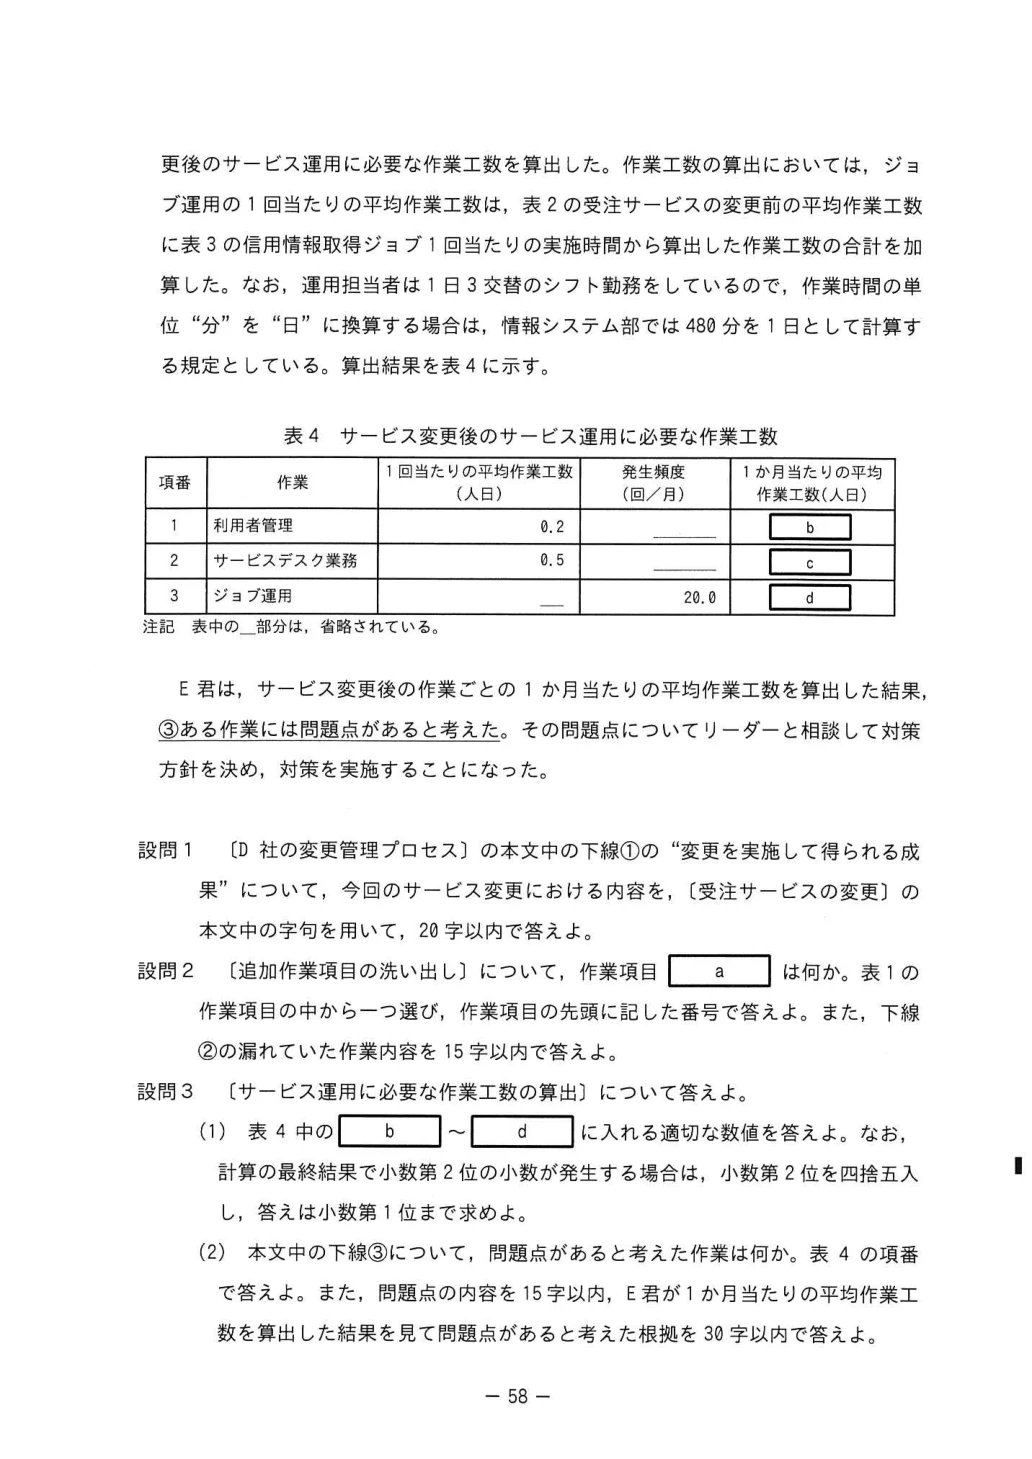 更後のサービス運用に必要な作業工数を算出した。作業工数の算出においては，ジョ
ブ運用の1回当たりの平均作業工数は，表2の受注サービスの変更前の平均作業工数
に表3の信用情報取得ジョブ1回当たりの実施時間から算出した作業工数の合計を加
算した。なお，運用担当者は1日3交替のシフト勤務をしているので，作業時間の単
位“分”を“日”に換算する場合は，情報システム部では480分を1日として計算す
る規定としている。算出結果を表4に示す。
表4　サービス変更後のサービス運用に必要な作業工数
項番　作業　1回当たりの平均作業工数（人日）　発生頻度（回／月）　1か月当たりの平均作業工数(人日)
1　利用者管理　0.2　＿＿＿　b
2　サービスデスク業務　0.5　＿＿＿　c
3　ジョブ運用　＿　20.0　d
注記　表中の＿部分は，省略されている。
E君は，サービス変更後の作業ごとの1か月当たりの平均作業工数を算出した結果，
③ある作業には問題点があると考えた。その問題点についてリーダーと相談して対策
方針を決め，対策を実施することになった。
設問1　〔D 社の変更管理プロセス〕の本文中の下線①の“変更を実施して得られる成
果”について，今回のサービス変更における内容を，〔受注サービスの変更〕の
本文中の字句を用いて，20字以内で答えよ。
設問2　〔追加作業項目の洗い出し〕について，作業項目 a は何か。表1の
作業項目の中から一つ選び，作業項目の先頭に記した番号で答えよ。また，下線
②の漏れていた作業内容を15字以内で答えよ。
設問3　〔サービス運用に必要な作業工数の算出〕について答えよ。
(1)　表4中の b ～ d に入れる適切な数値を答えよ。なお，
計算の最終結果で小数第2位の小数が発生する場合は，小数第2位を四捨五入
し，答えは小数第1位まで求めよ。
(2)　本文中の下線③について，問題点があると考えた作業は何か。表4の項番
で答えよ。また，問題点の内容を15字以内，E君が1か月当たりの平均作業工
数を算出した結果を見て問題点があると考えた根拠を30字以内で答えよ。
－ 58 －